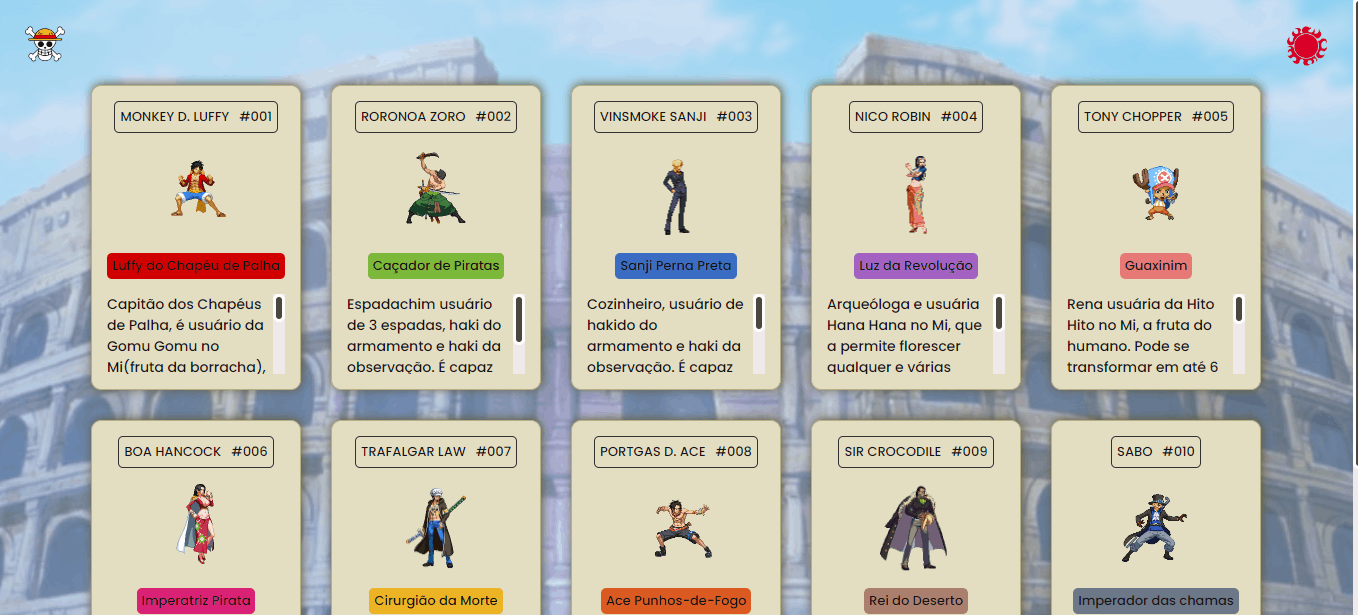 MONKEY D. LUFFY #001
RORONOA ZORO #002
VINSMOKE SANJI #003
NICO ROBIN #004
TONY CHOPPER #005
Luffy do Chapéu de Palha
Caçador de Piratas
Sanji Perna Preta
Luz da Revolução
Guaxinim
Capitão dos Chapéus
de Palha, é usuário da
Gomu Gomu no
Mi(fruta da borracha),
Espadachim usuário
de 3 espadas, haki do
armamento e haki da
observação. É capaz
Cozinheiro, usuário de
hakido do
armamento e haki da
observação. É capaz
Arqueóloga e usuária
Hana Hana no Mi, que
a permite florescer
qualquer e várias
Rena usuária da Hito
Hito no Mi, a fruta do
humano. Pode se
transformar em até 6
BOA HANCOCK #006
TRAFALGAR LAW #007
PORTGAS D. ACE #008
SIR CROCODILE #009
SABO #010
Imperatriz Pirata
Cirurgião da Morte
Ace Punhos-de-Fogo
Rei do Deserto
Imperador das chamas